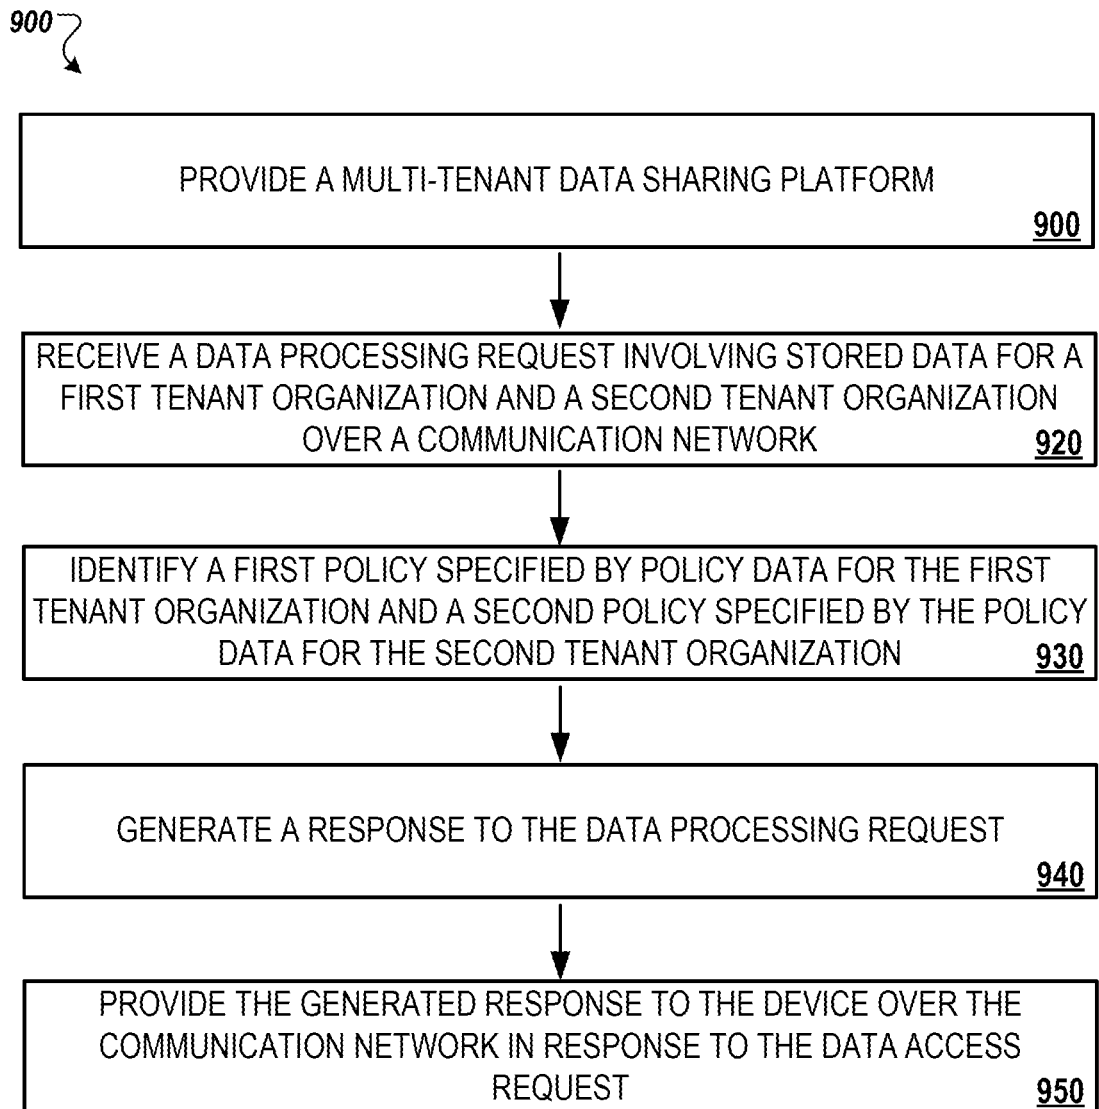 900
PROVIDE A MULTI-TENANT DATA SHARING PLATFORM
900
RECEIVE A DATA PROCESSING REQUEST INVOLVING STORED DATA FOR A
FIRST TENANT ORGANIZATION AND A SECOND TENANT ORGANIZATION
OVER A COMMUNICATION NETWORK
920
IDENTIFY A FIRST POLICY SPECIFIED BY POLICY DATA FOR THE FIRST
TENANT ORGANIZATION AND A SECOND POLICY SPECIFIED BY THE POLICY
DATA FOR THE SECOND TENANT ORGANIZATION
930
GENERATE A RESPONSE TO THE DATA PROCESSING REQUEST
940
PROVIDE THE GENERATED RESPONSE TO THE DEVICE OVER THE
COMMUNICATION NETWORK IN RESPONSE TO THE DATA ACCESS
REQUEST
950